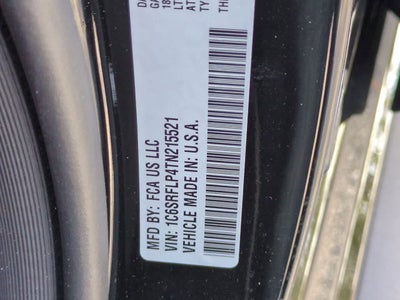 MFD BY: FCA US LLC
VIN: 1C6SRFLP4TN215521
VEHICLE MADE IN: U.S.A.